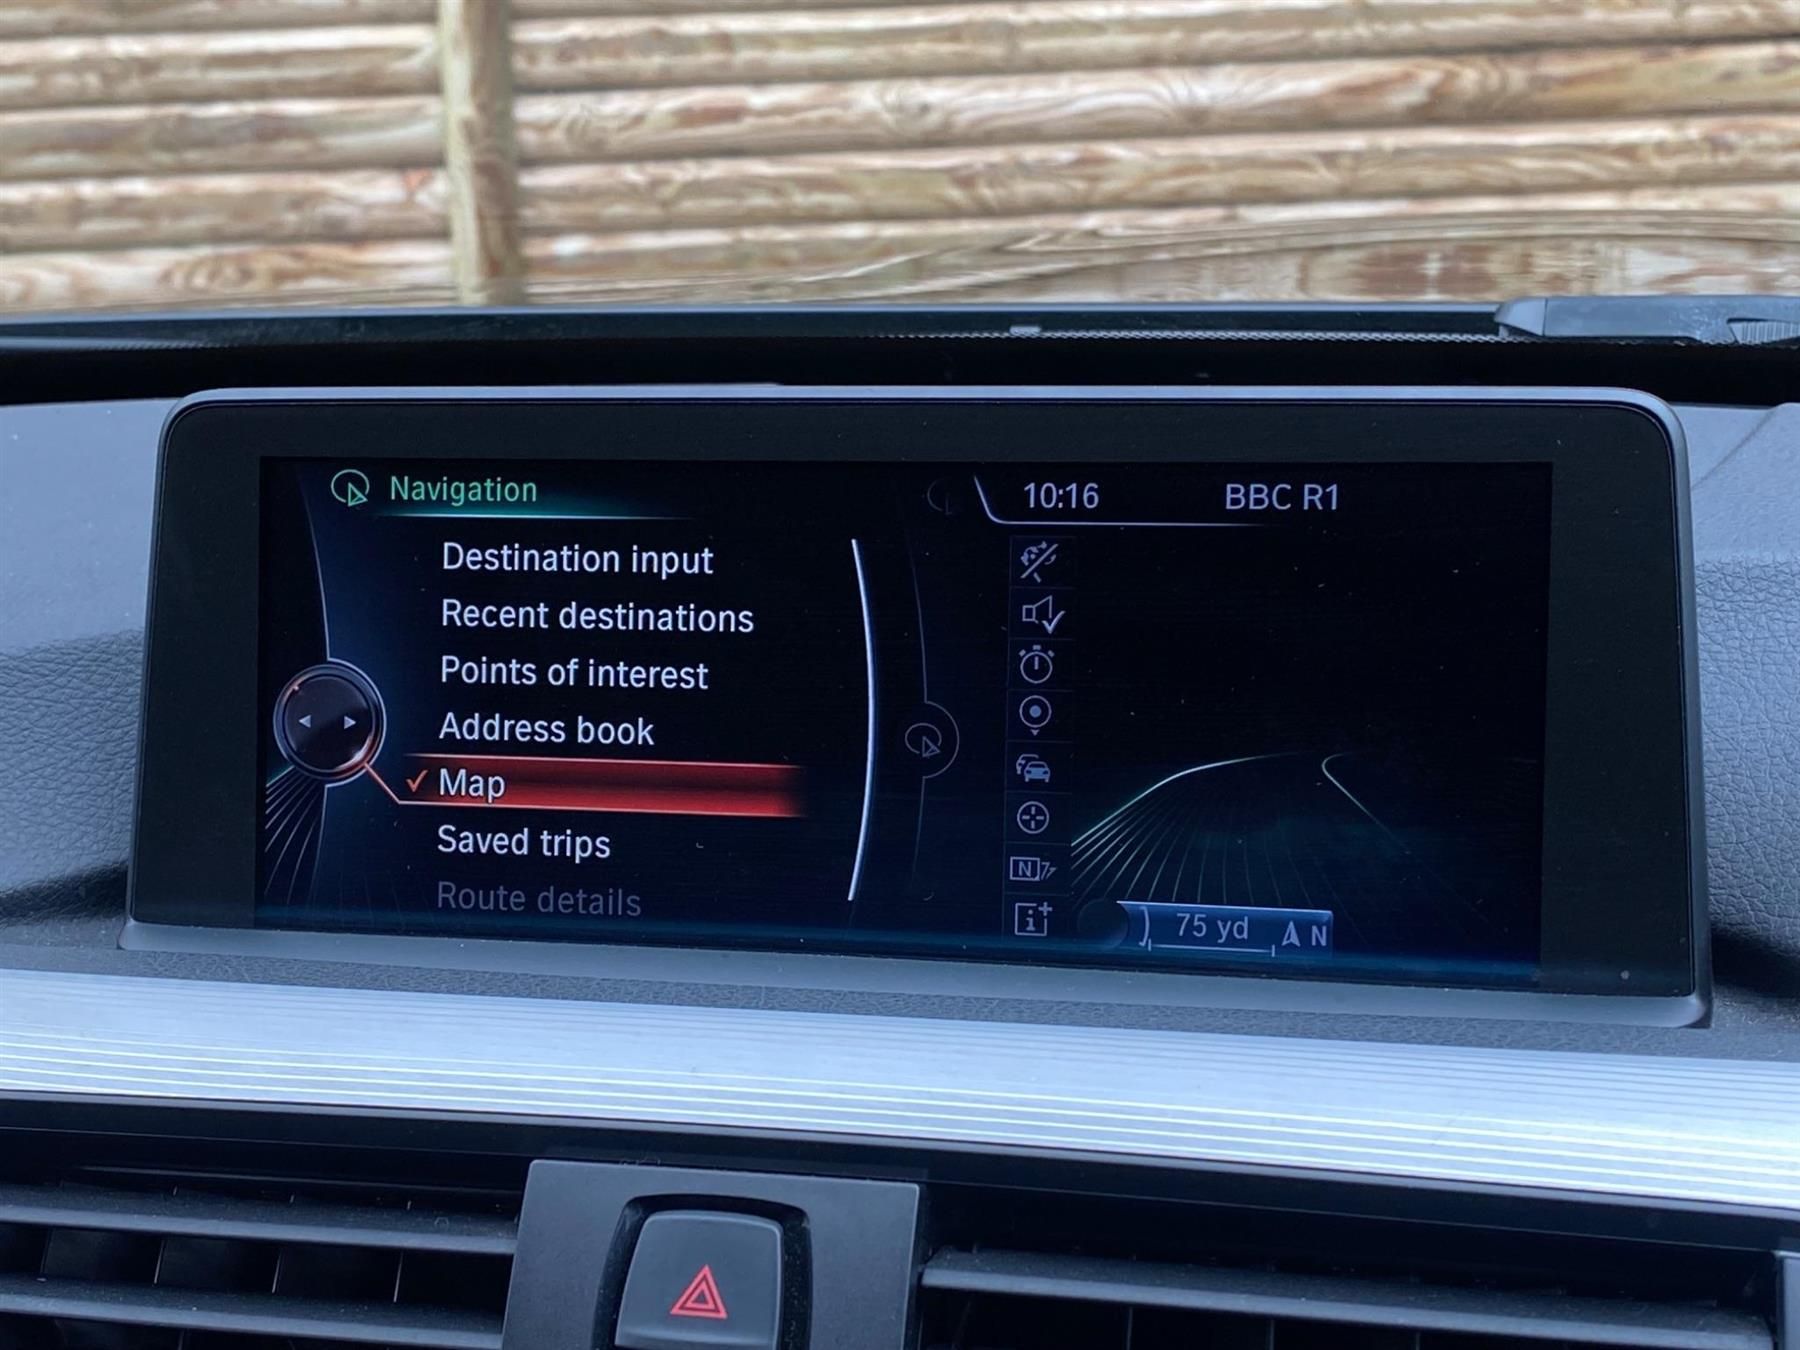 Navigation
10:16 BBC R1
Destination input
Recent destinations
Points of interest
Address book
Map
Saved trips
Route details
N
i
75 yd N